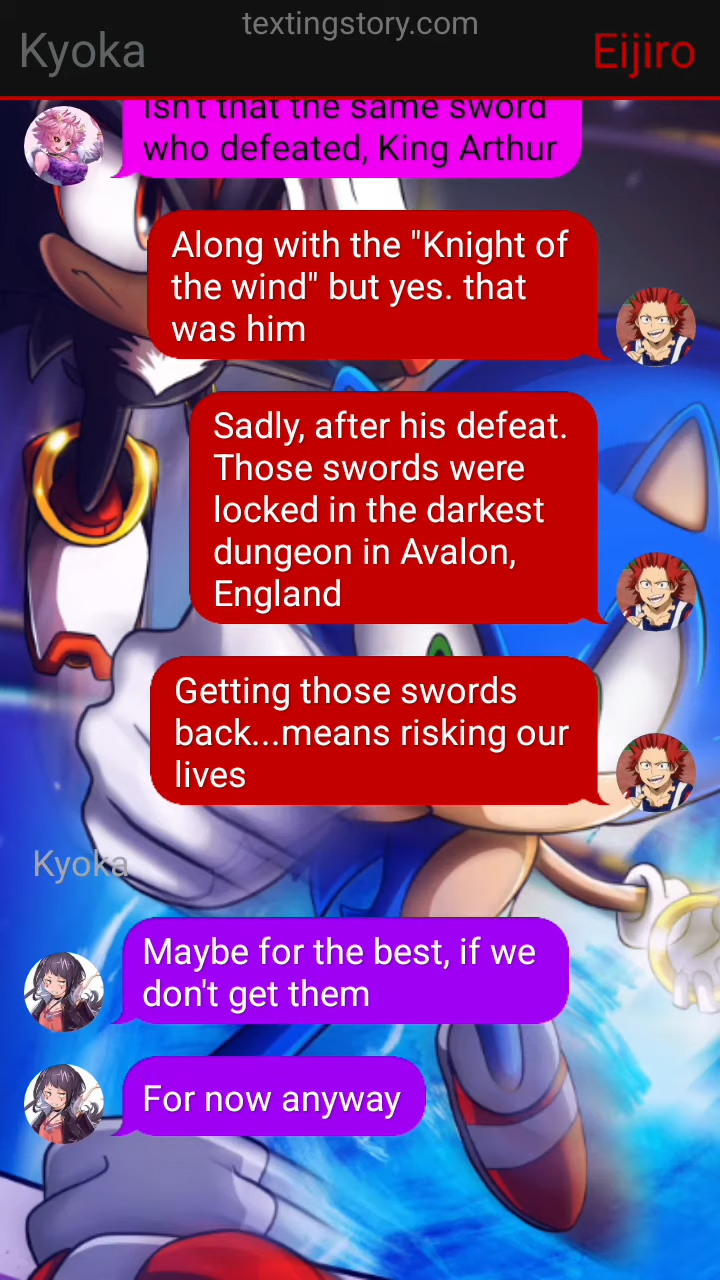 textingstory.com
Kyoka
Eijiro
Isn't that the same sword
who defeated, King Arthur
Along with the "Knight of
the wind" but yes. that
was him
Sadly, after his defeat.
Those swords were
locked in the darkest
dungeon in Avalon,
England
Getting those swords
back...means risking our
lives
Kyoka
Maybe for the best, if we
don't get them
For now anyway